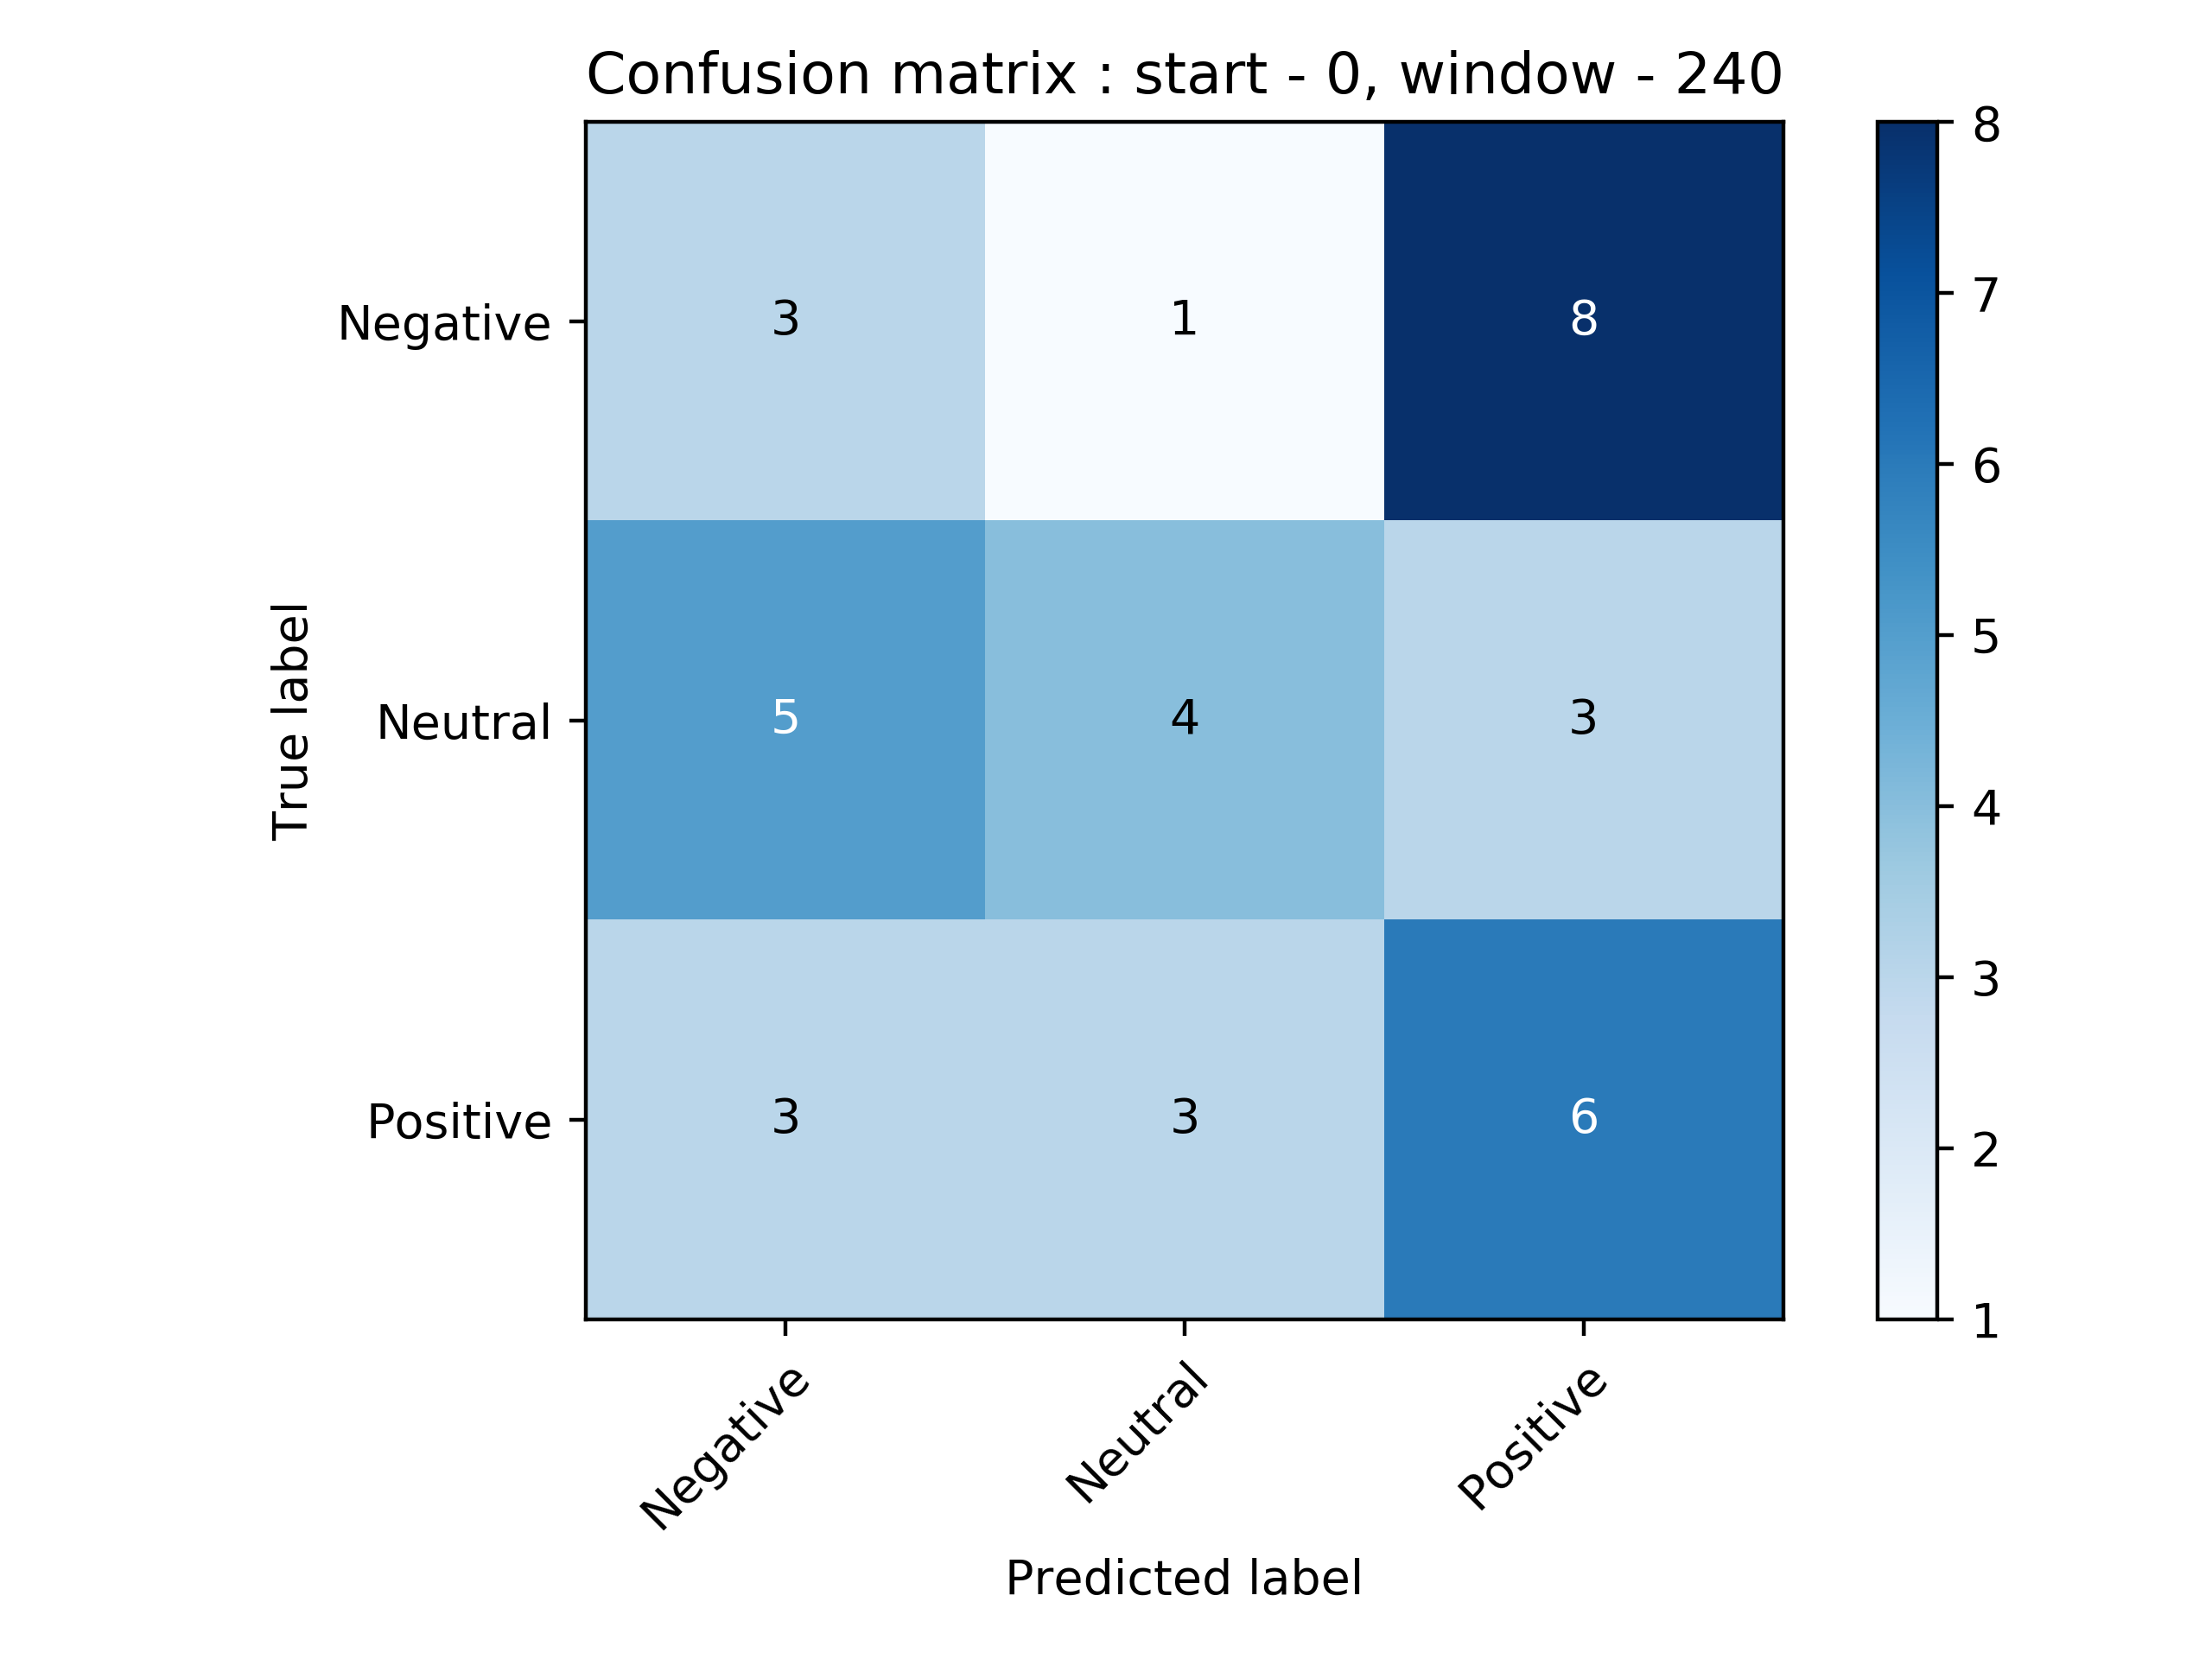 Confusion matrix : start - 0, window - 240
8
7
6
5
4
3
2
1
True label
Negative
3
1
8
Neutral
5
4
3
Positive
3
3
6
Negative
Neutral
Positive
Predicted label